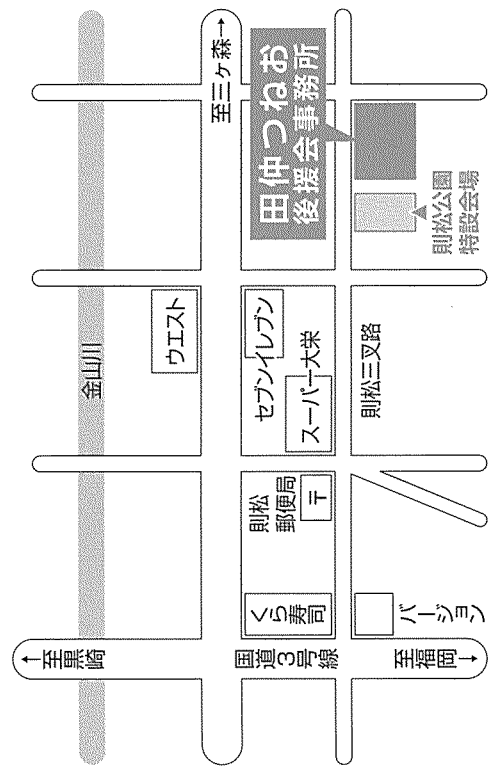 ←至黒崎
国道3号線
至福岡→
金山川
至三ヶ森→
ウエスト
くら寿司
則松
郵便局
〒
セブンイレブン
スーパー大栄
バージョン
則松三叉路
田仲つねお
後援会事務所
則松公園
特設会場